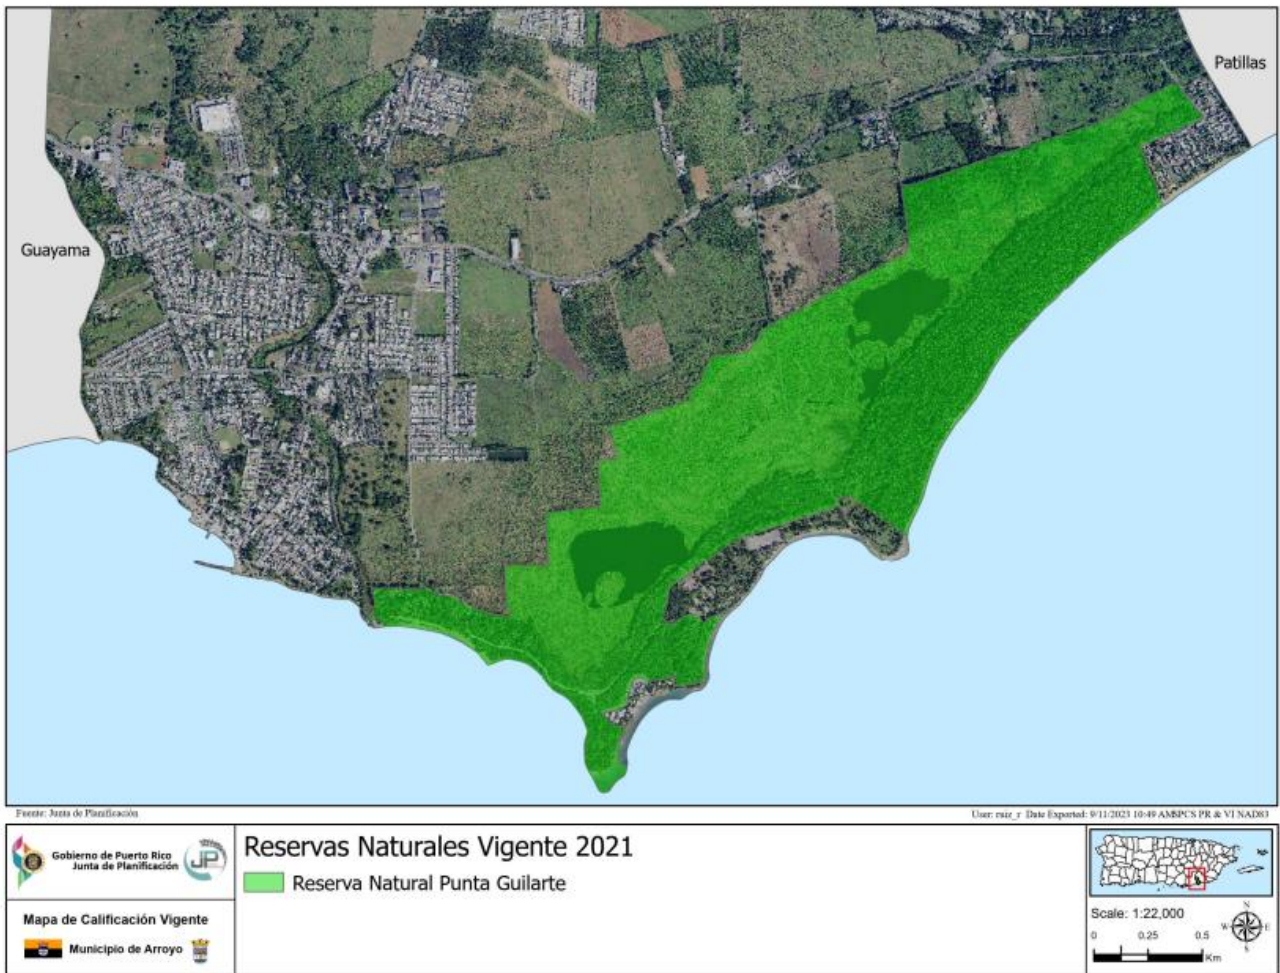 Patillas
Guayama
Fuente: Junta de Planificación
User: ruiz_r Date Exported: 9/11/2023 10:49 AMSPCS PR & VI NAD83
Gobierno de Puerto Rico
Junta de Planificación
JP
Reservas Naturales Vigente 2021
Reserva Natural Punta Guilarte
Mapa de Calificación Vigente
Municipio de Arroyo
Scale: 1:22,000
0 0.25 0.5
Km
N
W E
S